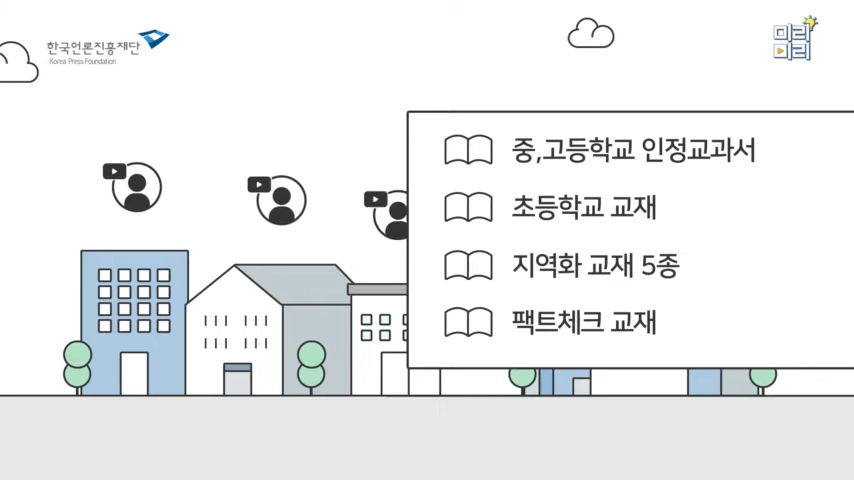 한국언론진흥재단
Korea Press Foundation
미리
미리
중,고등학교 인정교과서
초등학교 교재
지역화 교재 5종
팩트체크 교재